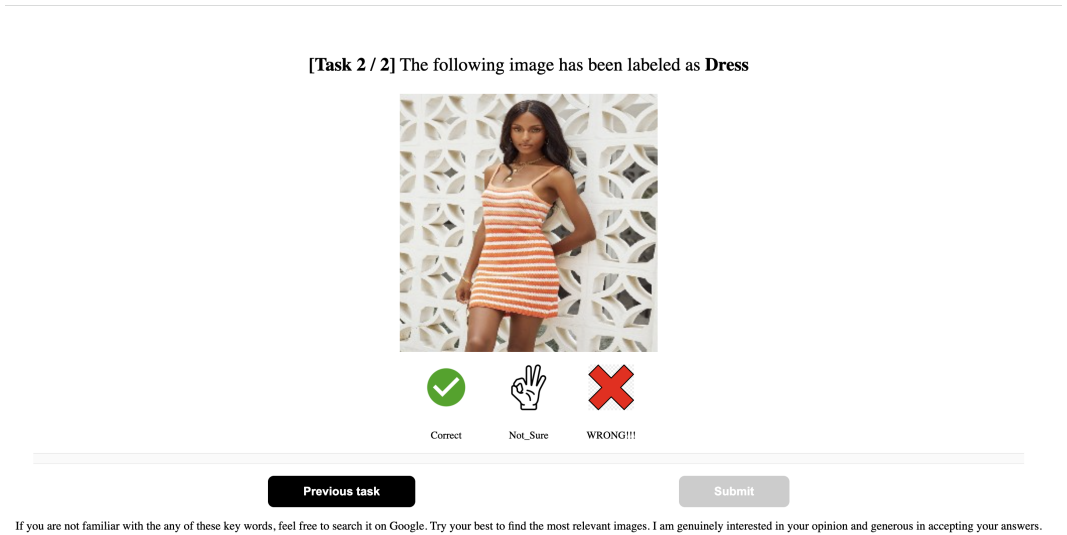 [Task 2 / 2] The following image has been labeled as Dress
Correct
Not_Sure
WRONG!!!
Previous task
Submit
If you are not familiar with the any of these key words, feel free to search it on Google. Try your best to find the most relevant images. I am genuinely interested in your opinion and generous in accepting your answers.